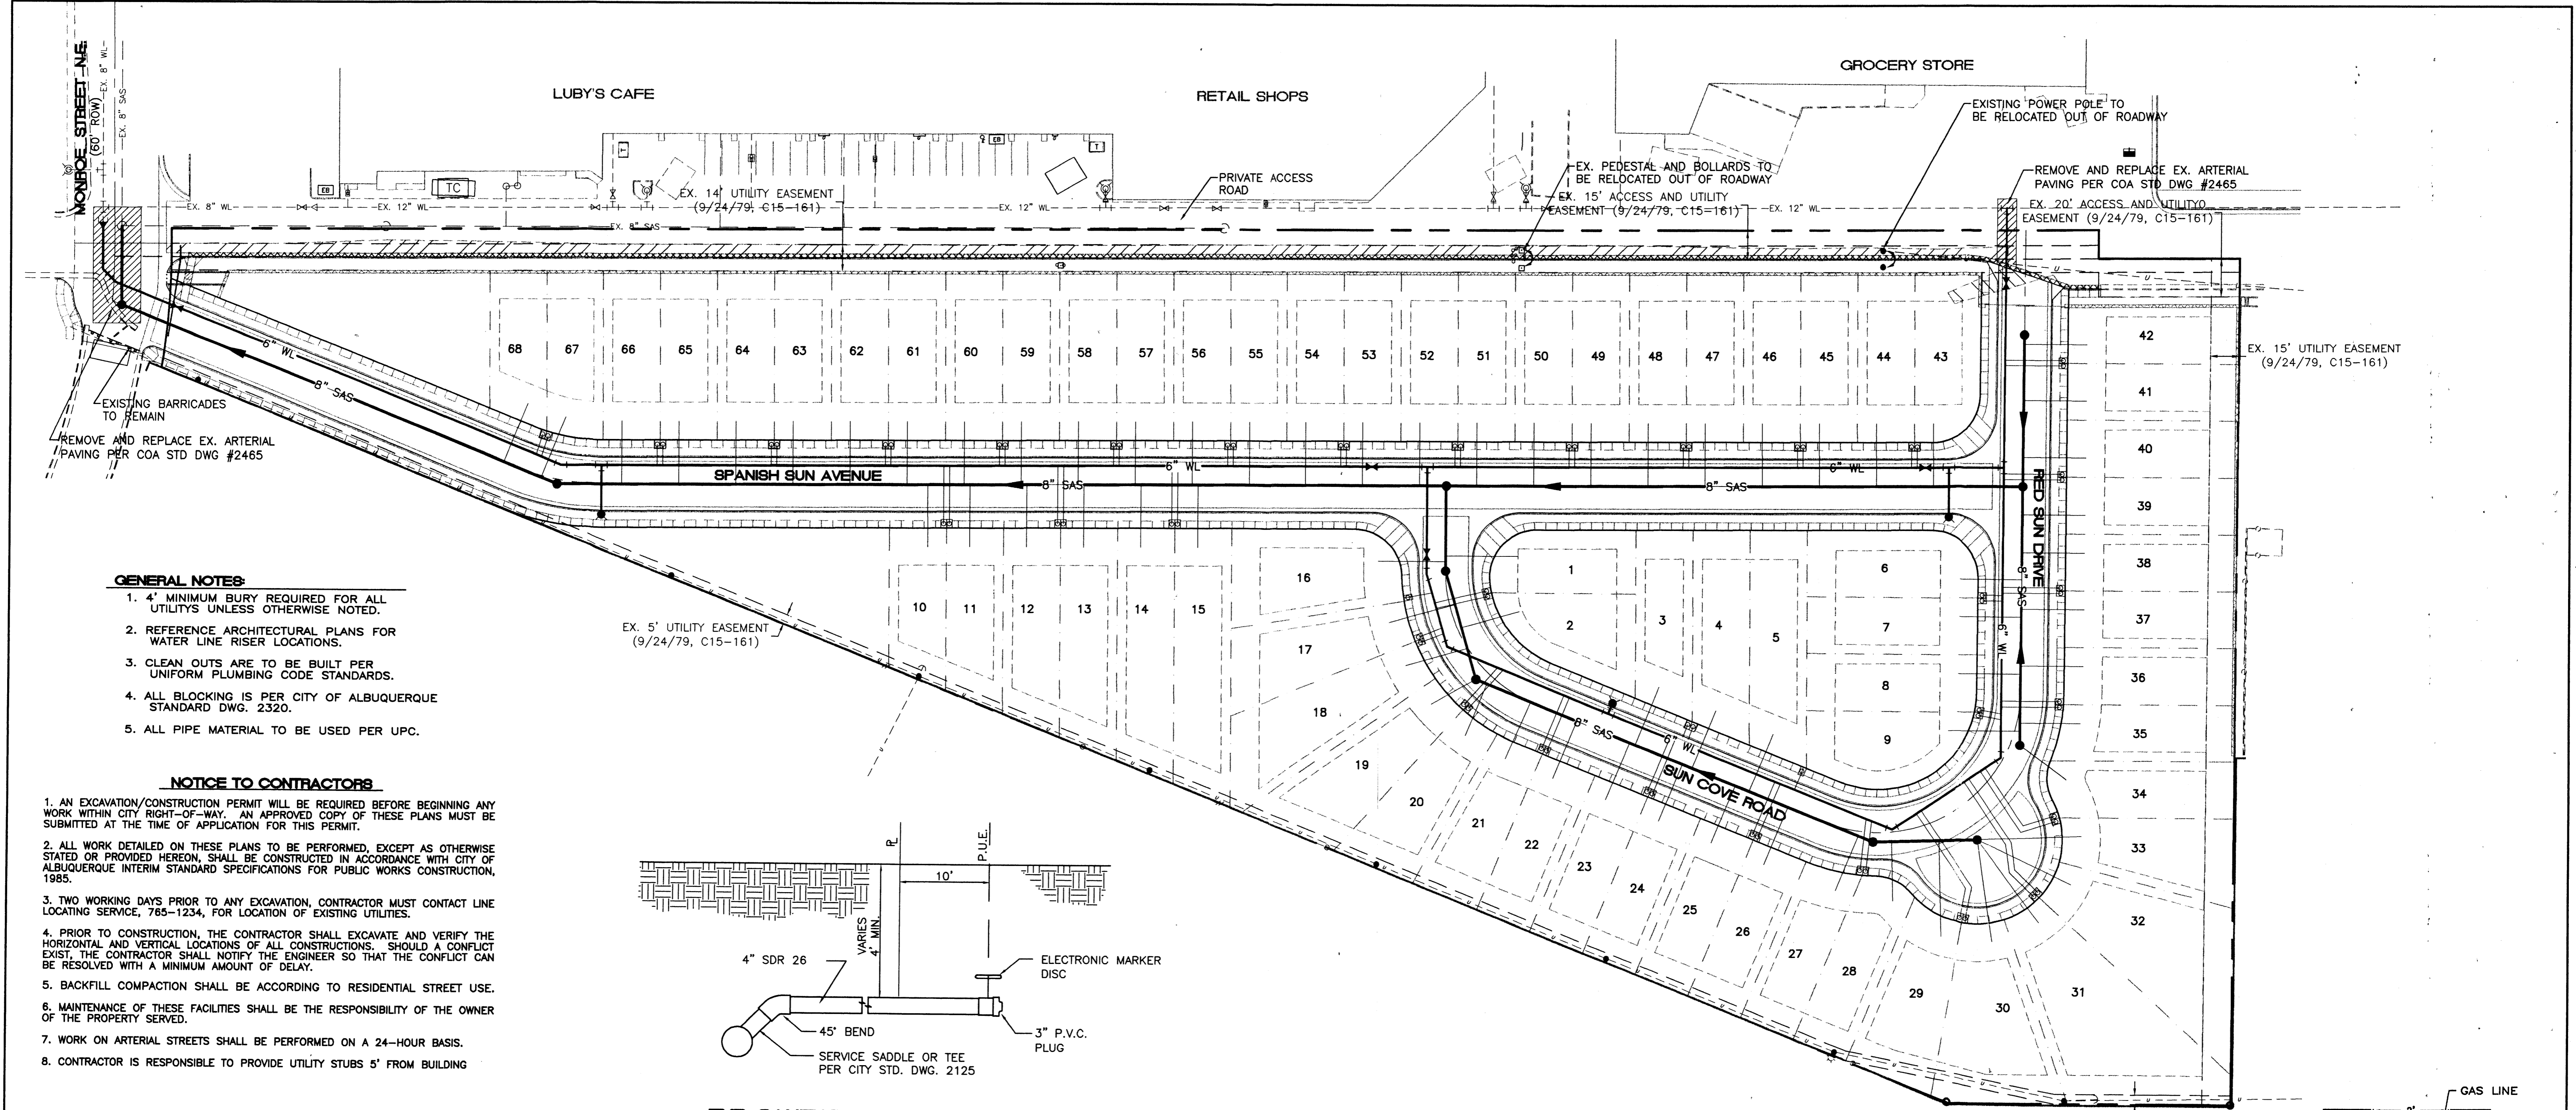 MONROE STREET N.E.
(60' ROW)
EX. 8" WL
EX. 8" SAS
LUBY'S CAFE
RETAIL SHOPS
GROCERY STORE
EXISTING POWER POLE TO
BE RELOCATED OUT OF ROADWAY
EB
TC
T
EB
T
EX. 14' UTILITY EASEMENT
(9/24/79, C15-161)
PRIVATE ACCESS
ROAD
EX. PEDESTAL AND BOLLARDS TO
BE RELOCATED OUT OF ROADWAY
EX. 15' ACCESS AND UTILITY
EASEMENT (9/24/79, C15-161)
REMOVE AND REPLACE EX. ARTERIAL
PAVING PER COA STD DWG #2465
EX. 20' ACCESS AND UTILITY
EASEMENT (9/24/79, C15-161)
EX. 8" WL
EX. 12" WL
EX. 12" WL
EX. 12" WL
EX. 8" SAS
68 67 66 65 64 63 62 61 60 59 58 57 56 55 54 53 52 51 50 49 48 47 46 45 44 43
42
EX. 15' UTILITY EASEMENT
(9/24/79, C15-161)
41
40
39
38
37
36
35
34
33
32
31
6" WL
8" SAS
EXISTING BARRICADES
TO REMAIN
REMOVE AND REPLACE EX. ARTERIAL
PAVING PER COA STD DWG #2465
SPANISH SUN AVENUE
6" WL
6" WL
8" SAS
8" SAS
RED SUN DRIVE
8" SAS
6" WL
1
2
3
4
5
6
7
8
9
10 11 12 13 14 15
16
17
18
19
20
21
22
23
24
25
26
27
28
29
30
8" SAS
6" WL
SUN COVE ROAD
EX. 5' UTILITY EASEMENT
(9/24/79, C15-161)
GENERAL NOTES:
1. 4' MINIMUM BURY REQUIRED FOR ALL
UTILITYS UNLESS OTHERWISE NOTED.
2. REFERENCE ARCHITECTURAL PLANS FOR
WATER LINE RISER LOCATIONS.
3. CLEAN OUTS ARE TO BE BUILT PER
UNIFORM PLUMBING CODE STANDARDS.
4. ALL BLOCKING IS PER CITY OF ALBUQUERQUE
STANDARD DWG. 2320.
5. ALL PIPE MATERIAL TO BE USED PER UPC.
NOTICE TO CONTRACTORS
1. AN EXCAVATION/CONSTRUCTION PERMIT WILL BE REQUIRED BEFORE BEGINNING ANY
WORK WITHIN CITY RIGHT-OF-WAY. AN APPROVED COPY OF THESE PLANS MUST BE
SUBMITTED AT THE TIME OF APPLICATION FOR THIS PERMIT.
2. ALL WORK DETAILED ON THESE PLANS TO BE PERFORMED, EXCEPT AS OTHERWISE
STATED OR PROVIDED HEREON, SHALL BE CONSTRUCTED IN ACCORDANCE WITH CITY OF
ALBUQUERQUE INTERIM STANDARD SPECIFICATIONS FOR PUBLIC WORKS CONSTRUCTION,
1985.
3. TWO WORKING DAYS PRIOR TO ANY EXCAVATION, CONTRACTOR MUST CONTACT LINE
LOCATING SERVICE, 765-1234, FOR LOCATION OF EXISTING UTILITIES.
4. PRIOR TO CONSTRUCTION, THE CONTRACTOR SHALL EXCAVATE AND VERIFY THE
HORIZONTAL AND VERTICAL LOCATIONS OF ALL CONSTRUCTIONS. SHOULD A CONFLICT
EXIST, THE CONTRACTOR SHALL NOTIFY THE ENGINEER SO THAT THE CONFLICT CAN
BE RESOLVED WITH A MINIMUM AMOUNT OF DELAY.
5. BACKFILL COMPACTION SHALL BE ACCORDING TO RESIDENTIAL STREET USE.
6. MAINTENANCE OF THESE FACILITIES SHALL BE THE RESPONSIBILITY OF THE OWNER
OF THE PROPERTY SERVED.
7. WORK ON ARTERIAL STREETS SHALL BE PERFORMED ON A 24-HOUR BASIS.
8. CONTRACTOR IS RESPONSIBLE TO PROVIDE UTILITY STUBS 5' FROM BUILDING
PL
P.U.E.
10'
VARIES
4' MIN.
4" SDR 26
ELECTRONIC MARKER
DISC
45° BEND
3" P.V.C.
PLUG
SERVICE SADDLE OR TEE
PER CITY STD. DWG. 2125
GAS LINE
2'